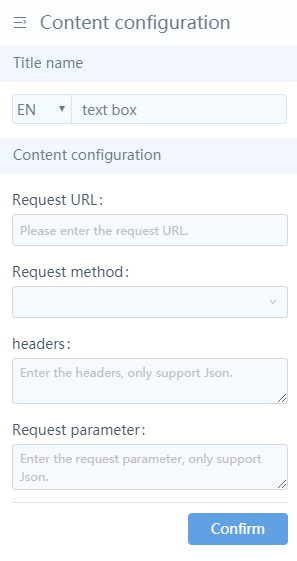 Content configuration
Title name
EN ▾ text box
Content configuration
Request URL:
Please enter the request URL.
Request method:
headers:
Enter the headers, only support Json.
Request parameter:
Enter the request parameter, only support
Json.
Confirm